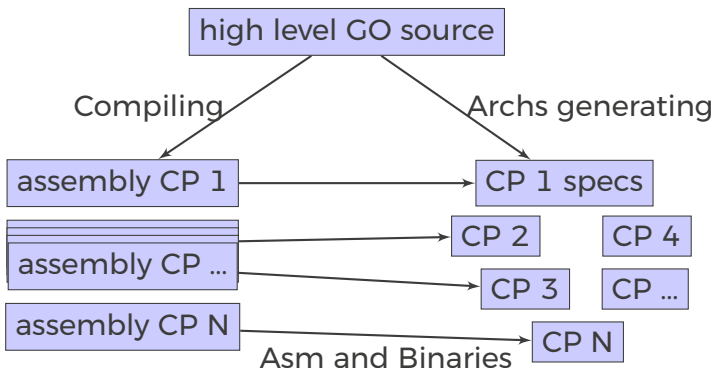 high level GO source
Compiling
Archs generating
assembly CP 1
CP 1 specs
CP 2
CP 4
assembly CP ...
CP 3
CP ...
assembly CP N
CP N
Asm and Binaries